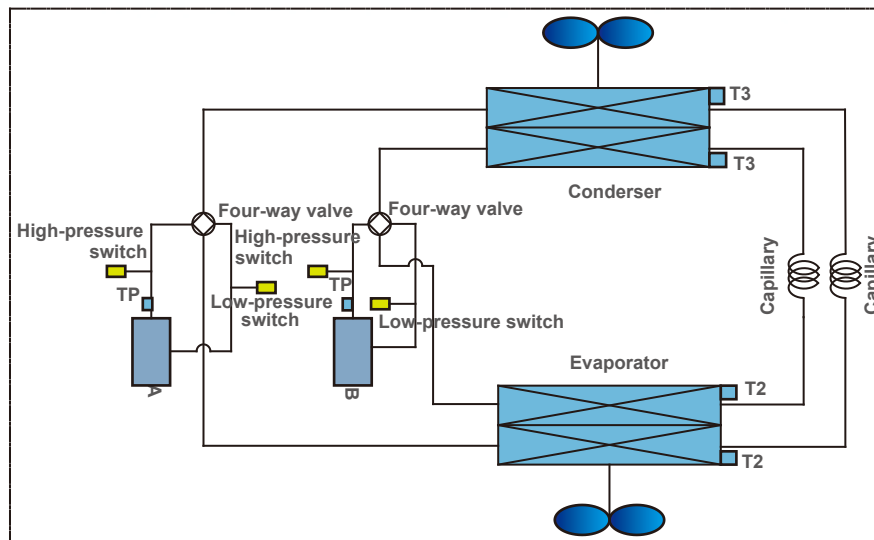 T3
T3
Conderser
Four-way valve
Four-way valve
High-pressure
switch
High-pressure
switch
TP
TP
Low-pressure
switch
Low-pressure switch
Capillary
Capillary
A
B
Evaporator
T2
T2